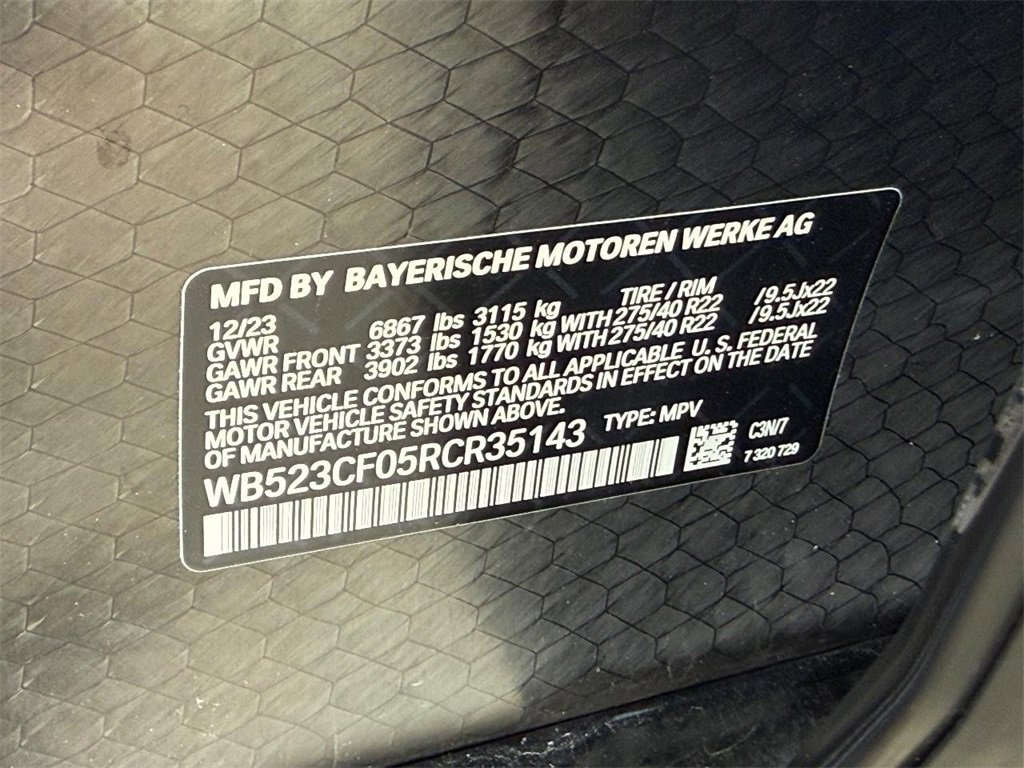 MFD BY BAYERISCHE MOTOREN WERKE AG
12/23 TIRE / RIM
GVWR 6867 lbs 3115 kg
GAWR FRONT 3373 lbs 1530 kg WITH 275/40 R22 /9.5Jx22
GAWR REAR 3902 lbs 1770 kg WITH 275/40 R22 /9.5Jx22
THIS VEHICLE CONFORMS TO ALL APPLICABLE U. S. FEDERAL
MOTOR VEHICLE SAFETY STANDARDS IN EFFECT ON THE DATE
OF MANUFACTURE SHOWN ABOVE.
TYPE: MPV
WB523CF05RCR35143
C3N/7
7 320 729